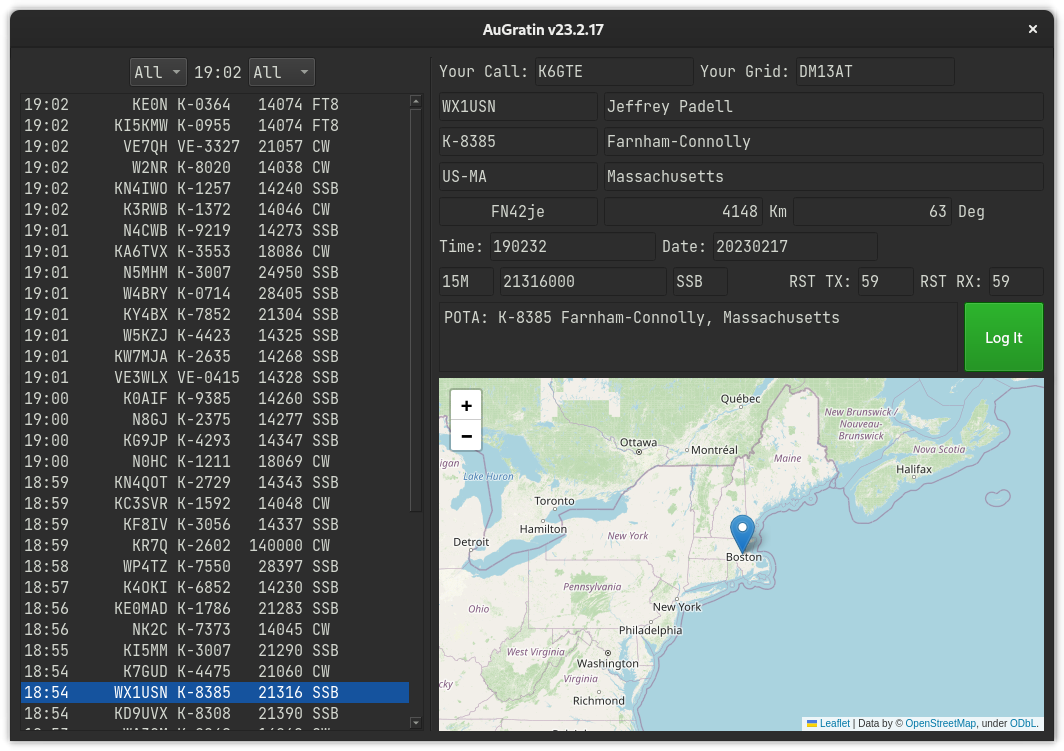 AuGratin v23.2.17
All 19:02 All
19:02 KE0N K-0364 14074 FT8
19:02 KI5KMW K-0955 14074 FT8
19:02 VE7QH VE-3327 21057 CW
19:02 W2NR K-8020 14038 CW
19:02 KN4IWO K-1257 14240 SSB
19:02 K3RWB K-1372 14046 CW
19:01 N4CWB K-9219 14273 SSB
19:01 KA6TVX K-3553 18086 CW
19:01 N5MHM K-3007 24950 SSB
19:01 W4BRY K-0714 28405 SSB
19:01 KY4BX K-7852 21304 SSB
19:01 W5KZJ K-4423 14325 SSB
19:01 KW7MJA K-2635 14268 SSB
19:01 VE3WLX VE-0415 14328 SSB
19:00 K0AIF K-9385 14260 SSB
19:00 N8GJ K-2375 14277 SSB
19:00 KG9JP K-4293 14347 SSB
19:00 N0HC K-1211 18069 CW
18:59 KN4QOT K-2729 14343 SSB
18:59 KC3SVR K-1592 14048 CW
18:59 KF8IV K-3056 14337 SSB
18:59 KR7Q K-2602 140000 CW
18:58 WP4TZ K-7550 28397 SSB
18:57 K4OKI K-6852 14230 SSB
18:56 KE0MAD K-1786 21283 SSB
18:56 NK2C K-7373 14045 CW
18:55 KI5MM K-3007 21290 SSB
18:54 K7GUD K-4475 21060 CW
18:54 WX1USN K-8385 21316 SSB
18:54 KD9UVX K-8308 21390 SSB
Your Call: K6GTE Your Grid: DM13AT
WX1USN Jeffrey Padell
K-8385 Farnham-Connolly
US-MA Massachusetts
FN42je 4148 Km 63 Deg
Time: 190232 Date: 20230217
15M 21316000 SSB RST TX: 59 RST RX: 59
POTA: K-8385 Farnham-Connolly, Massachusetts
Log It
+
−
Québec
New Brunswick /
Nouveau-
Brunswick
Ottawa
Montréal
Maine
Nova Scotia
Halifax
igan
Lake Huron
Toronto
Hamilton
New York
Detroit
Boston
Pennsylvania
Ohio
New York
Philadelphia
West Virginia
Washington
Virginia
cky
Richmond
Leaflet | Data by © OpenStreetMap, under ODbL.